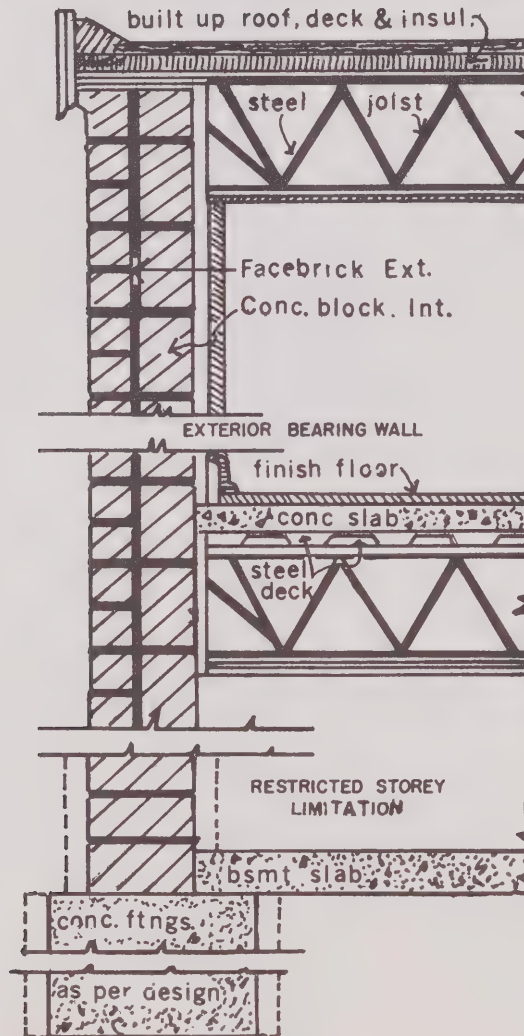 built up roof, deck & insul.
steel joist
Facebrick Ext.
Conc. block. Int.
EXTERIOR BEARING WALL
finish floor
conc slab
steel
deck
RESTRICTED STOREY
LIMITATION
bsmt slab
conc. ftngs.
as per design